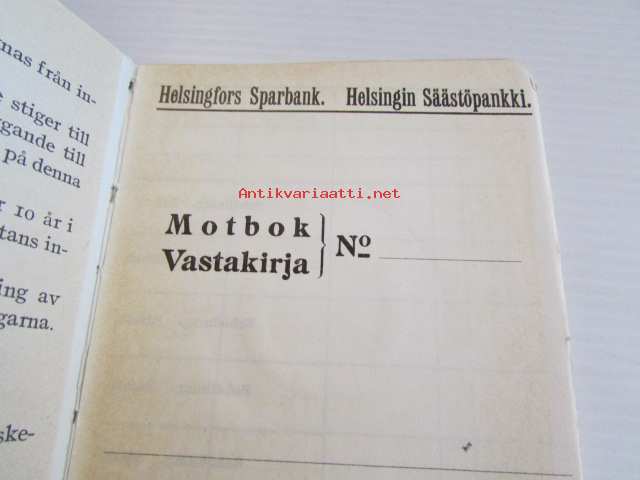 gnas från in-
stiger till
gande till
på denna
r 10 år i
tans in-
ing av
garna.
ske-
Helsingfors Sparbank. Helsingin Säästöpankki.
Antikvariaatti.net
Motbok
Vastakirja
No